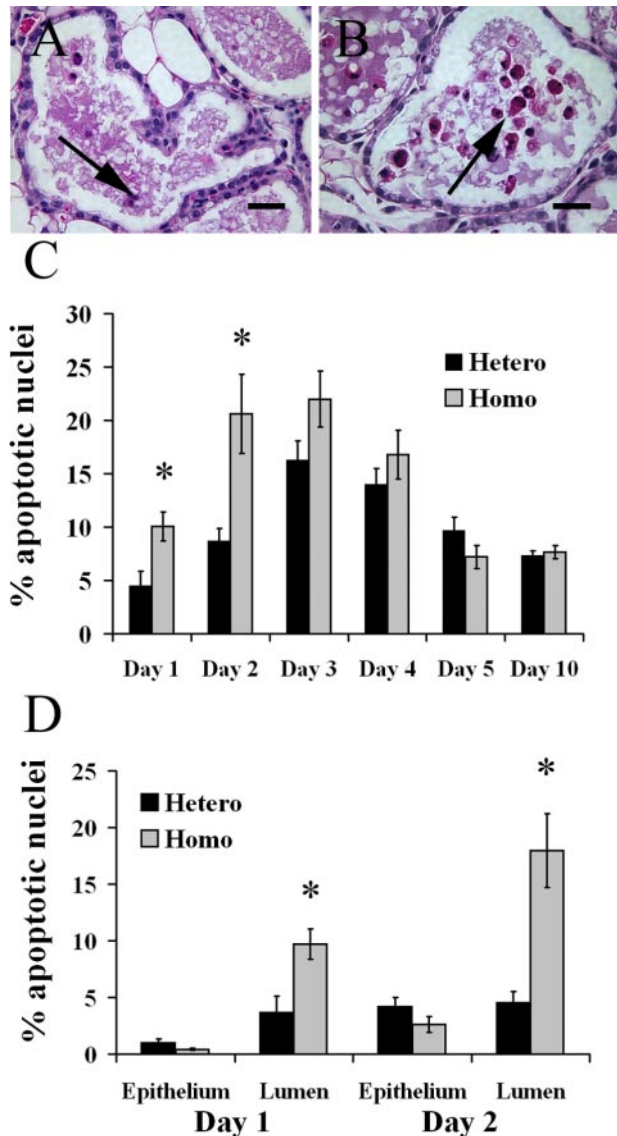 A
B
C
% apoptotic nuclei
30
25
20
15
10
5
0
*
*
Hetero
Homo
Day 1 Day 2 Day 3 Day 4 Day 5 Day 10
D
% apoptotic nuclei
25
20
15
10
5
0
Hetero
Homo
*
*
Epithelium Lumen Epithelium Lumen
Day 1 Day 2